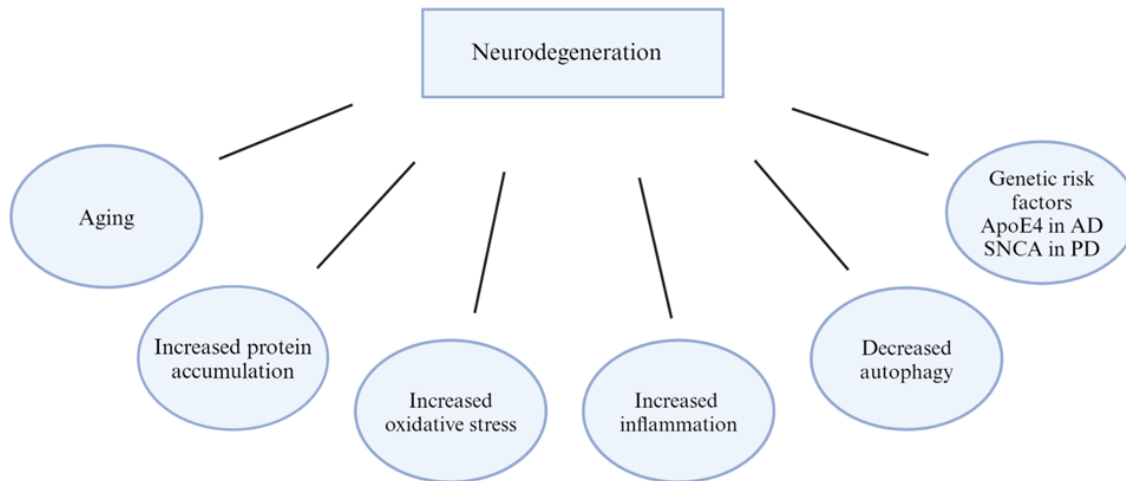 Neurodegeneration
Aging
Increased protein
accumulation
Increased
oxidative stress
Increased
inflammation
Decreased
autophagy
Genetic risk
factors
ApoE4 in AD
SNCA in PD